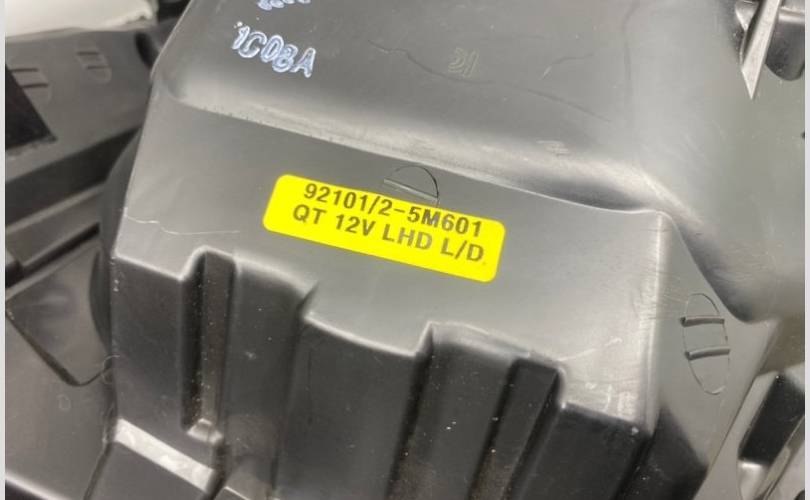 1C08A
92101/2-5M601
QT 12V LHD L/D